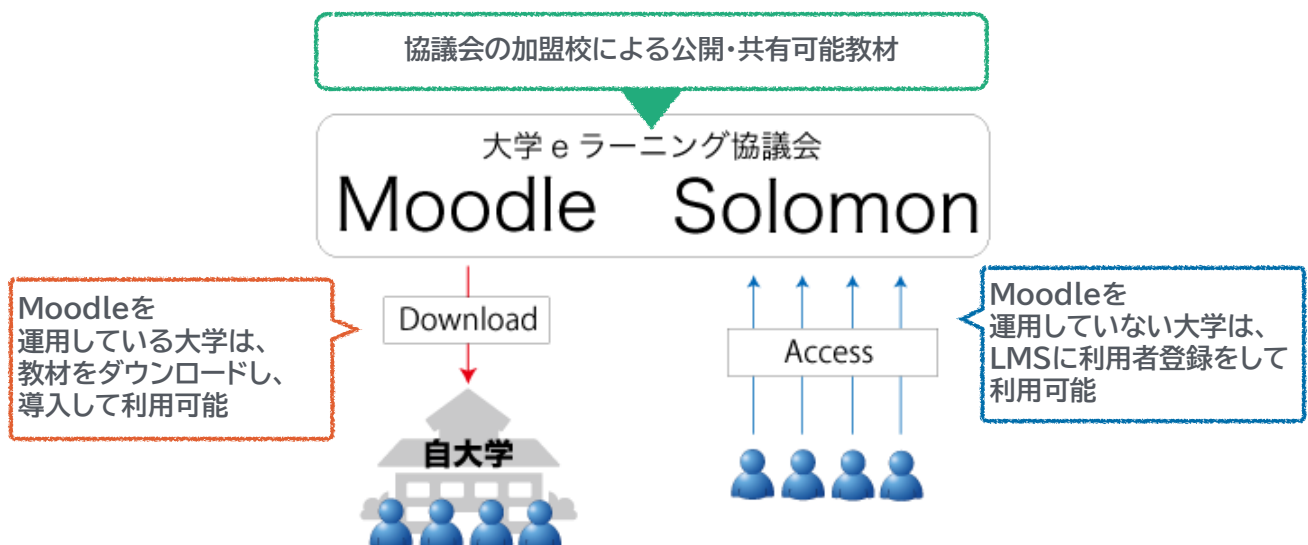 協議会の加盟校による公開・共有可能教材
大学 e ラーニング協議会
Moodle Solomon
Moodleを
運用している大学は、
教材をダウンロードし、
導入して利用可能
Download
自大学
Access
Moodleを
運用していない大学は、
LMSに利用者登録をして
利用可能